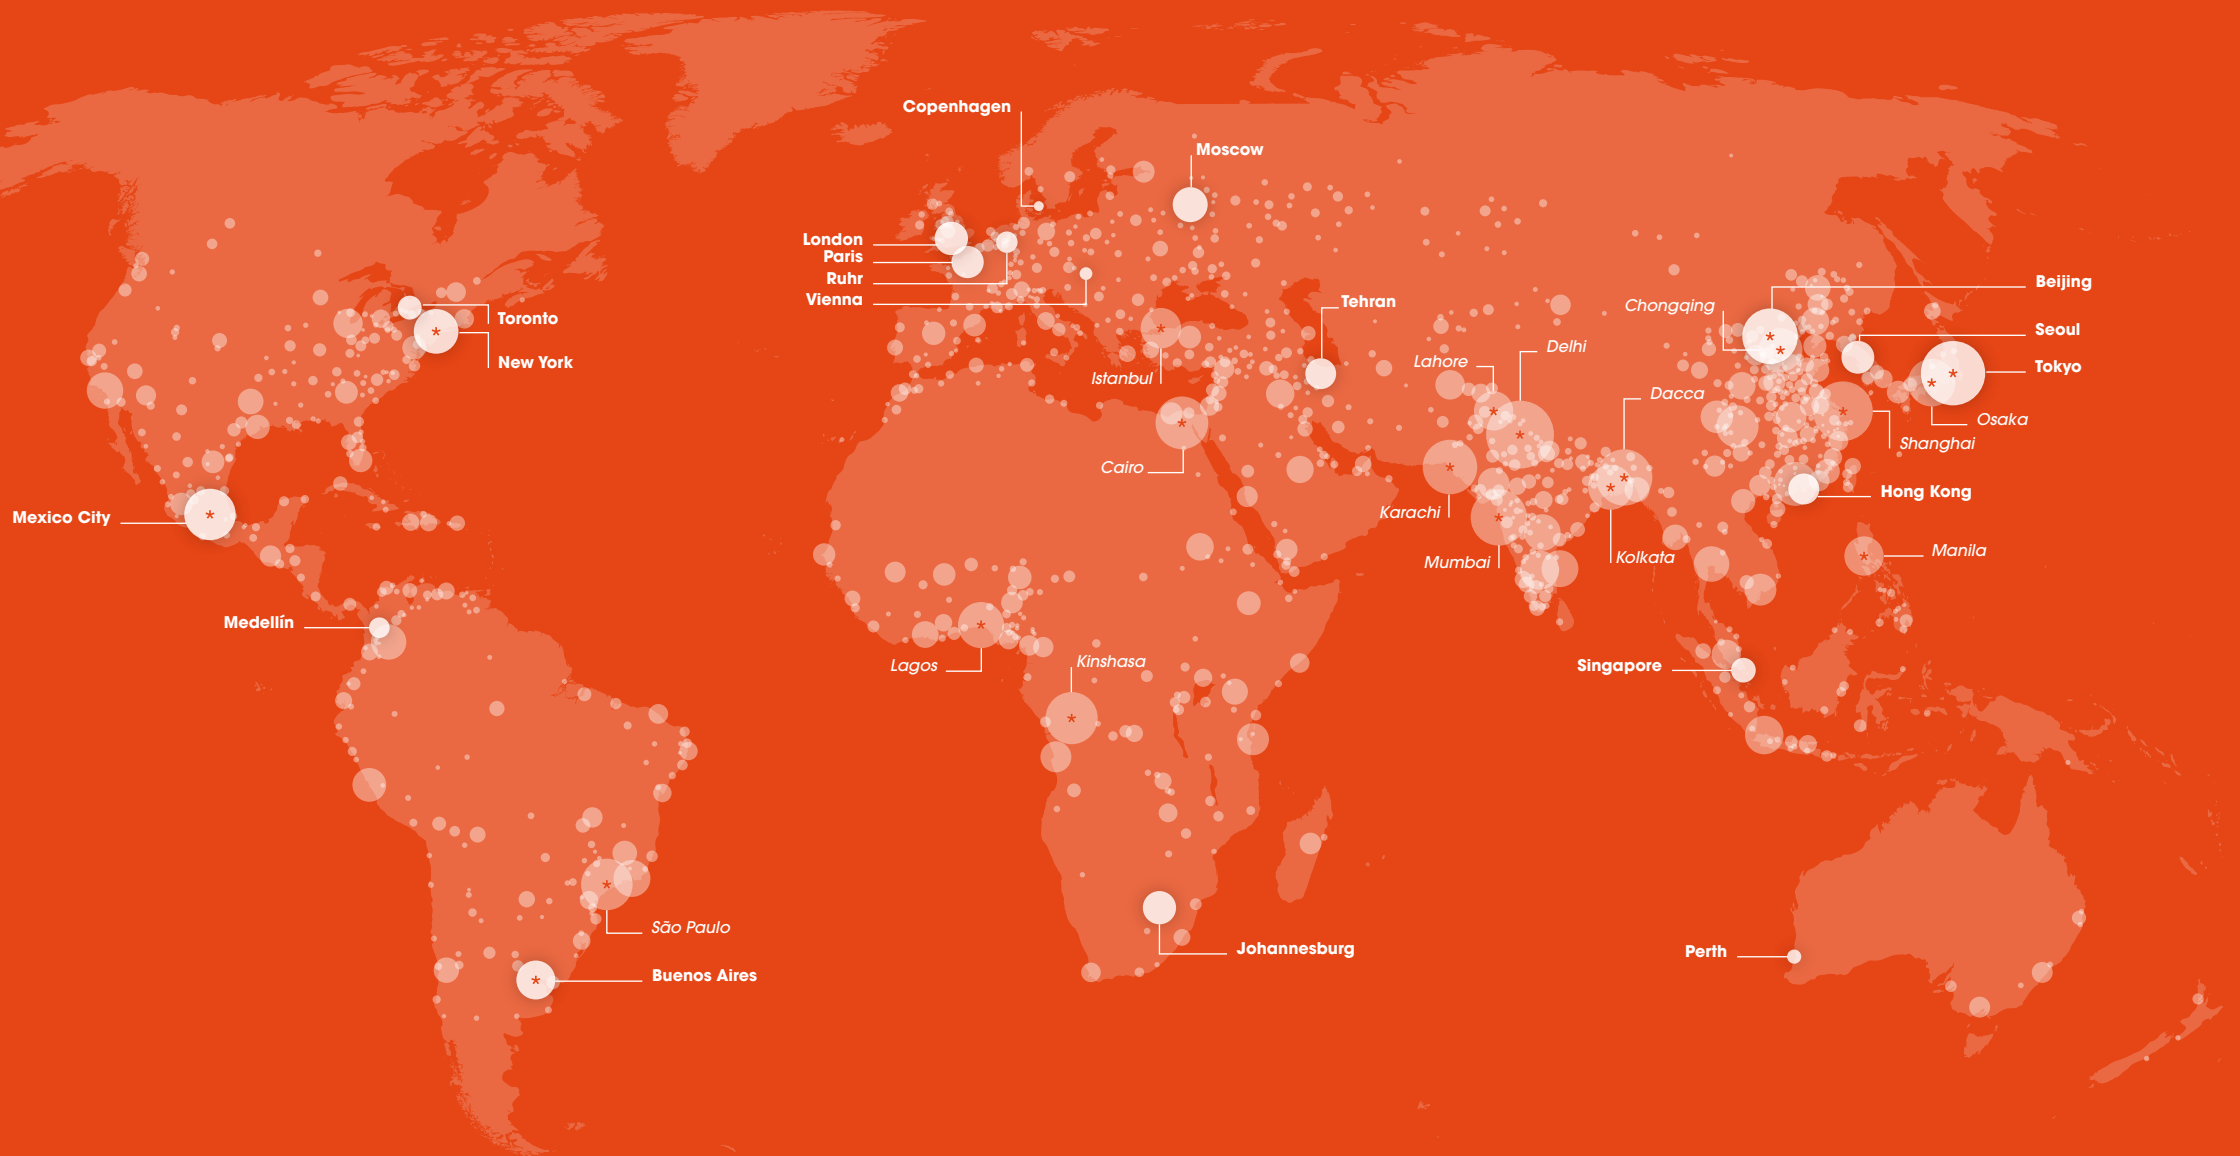 Copenhagen
Moscow
London
Paris
Ruhr
Vienna
Tehran
Beijing
Chongqing
Toronto
Seoul
Delhi
Lahore
New York
Tokyo
Istanbul
Dacca
Osaka
Shanghai
Cairo
Hong Kong
Karachi
Mexico City
Manila
Kolkata
Mumbai
Medellín
Lagos
Kinshasa
Singapore
São Paulo
Johannesburg
Perth
Buenos Aires